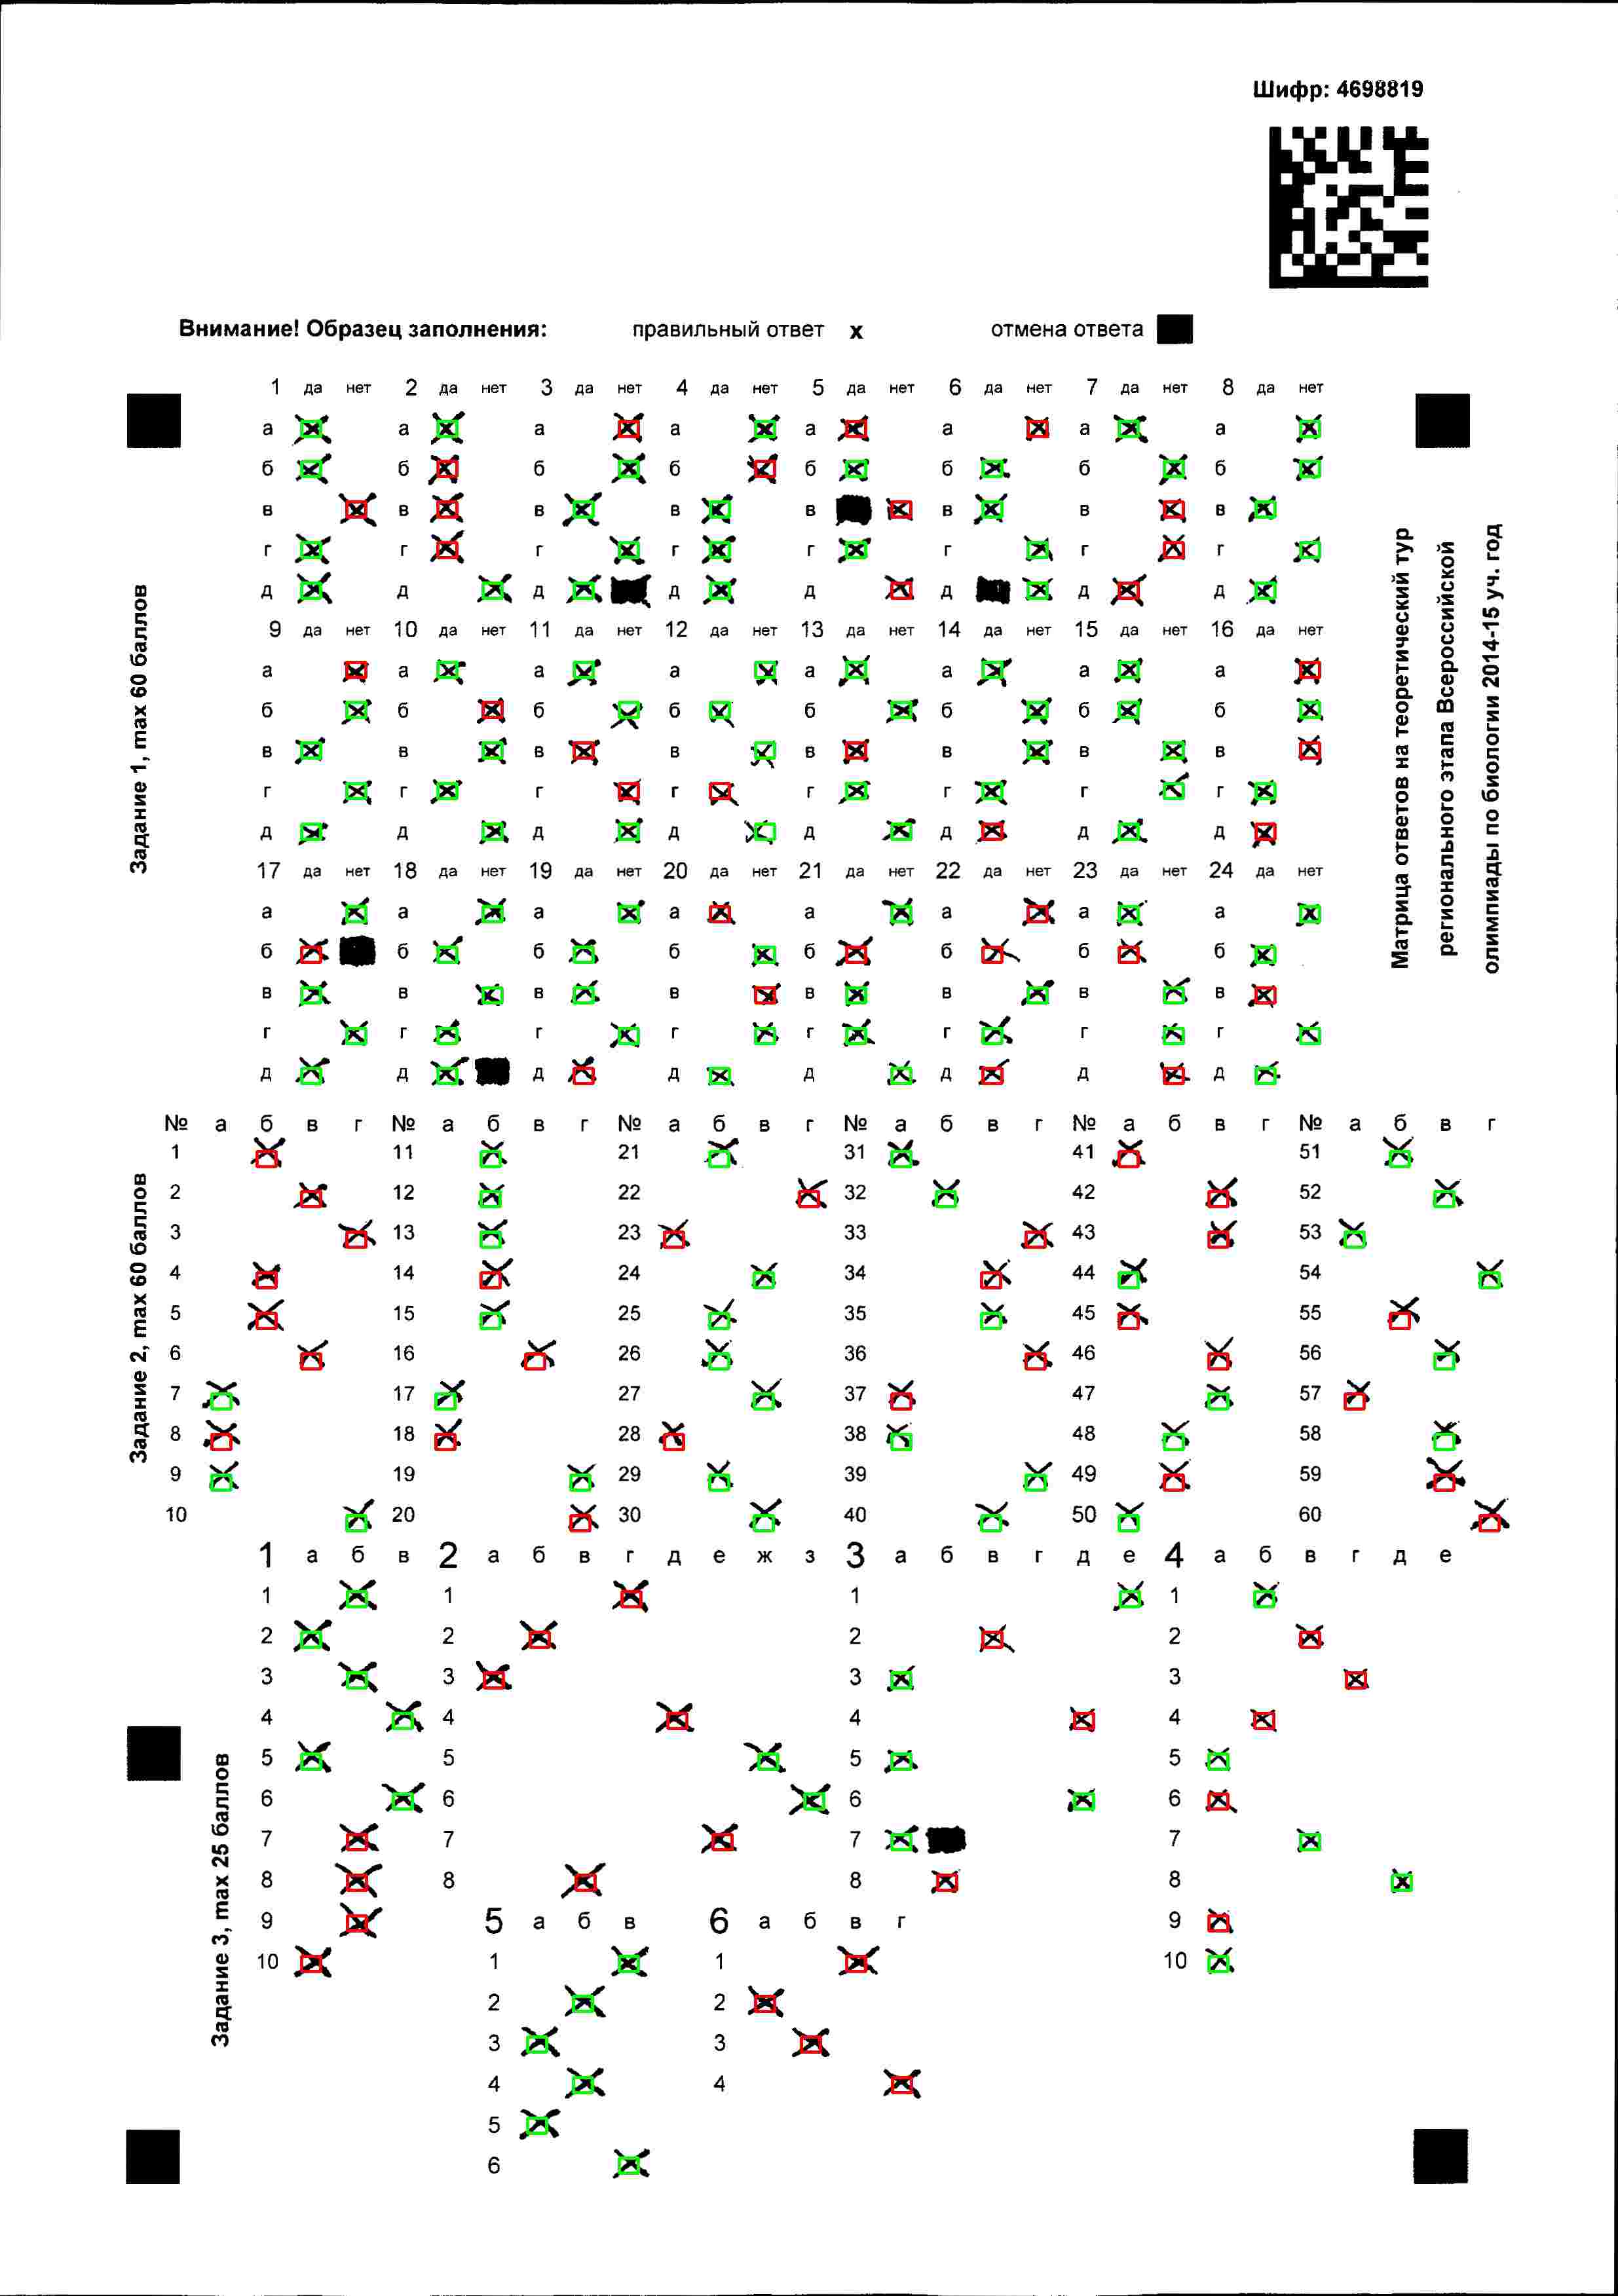 Шифр: 4698819
Внимание! Образец заполнения: правильный ответ x отмена ответа
1 да нет 2 да нет 3 да нет 4 да нет 5 да нет 6 да нет 7 да нет 8 да нет
а а а а а а а а
б б б б б б б б
в в в в в в в в
г г г г г г г г
д д д д д д д д
9 да нет 10 да нет 11 да нет 12 да нет 13 да нет 14 да нет 15 да нет 16 да нет
а а а а а а а а
б б б б б б б б
в в в в в в в в
г г г г г г г г
д д д д д д д д
17 да нет 18 да нет 19 да нет 20 да нет 21 да нет 22 да нет 23 да нет 24 да нет
а а а а а а а а
б б б б б б б б
в в в в в в в в
г г г г г г г г
д д д д д д д д
Задание 1, max 60 баллов
Матрица ответов на теоретический тур
регионального этапа Всероссийской
олимпиады по биологии 2014-15 уч. год
№ а б в г № а б в г № а б в г № а б в г № а б в г № а б в г
1 11 21 31 41 51
2 12 22 32 42 52
3 13 23 33 43 53
4 14 24 34 44 54
5 15 25 35 45 55
6 16 26 36 46 56
7 17 27 37 47 57
8 18 28 38 48 58
9 19 29 39 49 59
10 20 30 40 50 60
Задание 2, max 60 баллов
1 а б в 2 а б в г д е ж з 3 а б в г д е 4 а б в г д е
1 1 1 1
2 2 2 2
3 3 3 3
4 4 4 4
5 5 5 5
6 6 6 6
7 7 7 7
8 8 8 8
9 5 а б в 6 а б в г 9
10 1 1 10
2 2
3 3
4 4
5
6
Задание 3, max 25 баллов